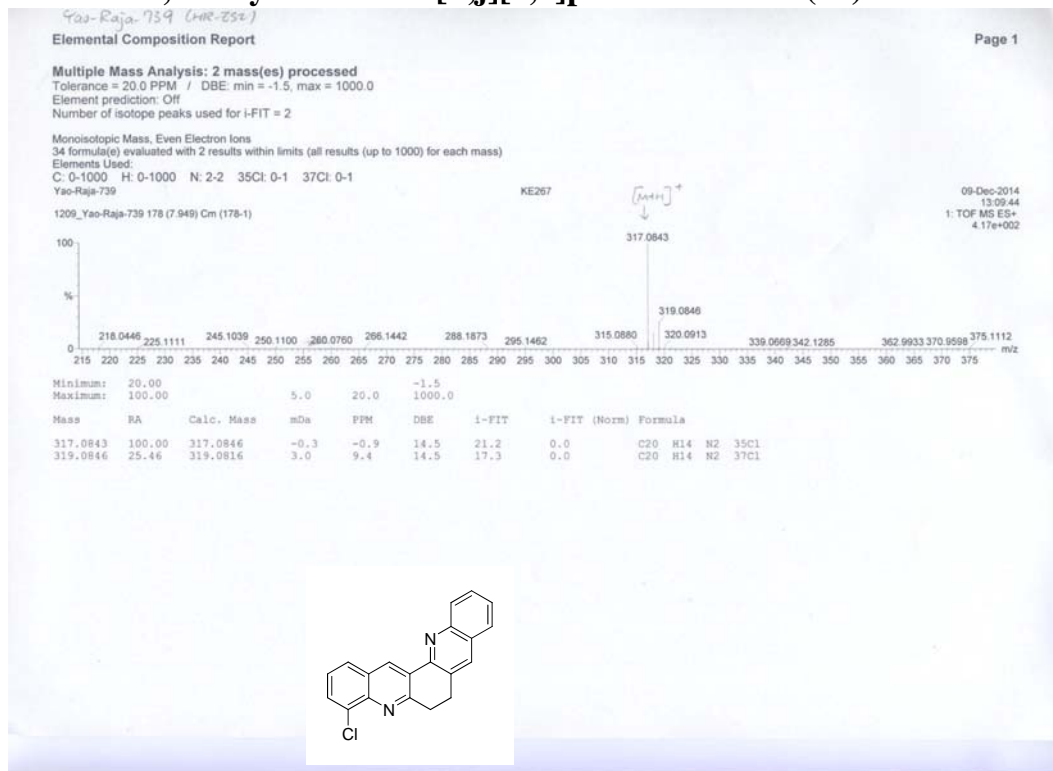 Yao-Raja-739 (HR-ESI)
Elemental Composition Report Page 1
Multiple Mass Analysis: 2 mass(es) processed
Tolerance = 20.0 PPM / DBE: min = -1.5, max = 1000.0
Element prediction: Off
Number of isotope peaks used for i-FIT = 2
Monoisotopic Mass, Even Electron Ions
34 formula(e) evaluated with 2 results within limits (all results (up to 1000) for each mass)
Elements Used:
C: 0-1000 H: 0-1000 N: 2-2 35Cl: 0-1 37Cl: 0-1
Yao-Raja-739 KE267 [M+H]+ 09-Dec-2014
13:09:44
1209_Yao-Raja-739 178 (7.949) Cm (178-1) 1: TOF MS ES+
4.17e+002
100 317.0843
%
319.0846
218.0446 225.1111 245.1039 250.1100 260.0760 266.1442 288.1873 295.1462 315.0880 320.0913 339.0669 342.1285 362.9933 370.9598 375.1112
0 m/z
215 220 225 230 235 240 245 250 255 260 265 270 275 280 285 290 295 300 305 310 315 320 325 330 335 340 345 350 355 360 365 370 375
Minimum: 20.00 -1.5
Maximum: 100.00 5.0 20.0 1000.0
Mass RA Calc. Mass mDa PPM DBE i-FIT i-FIT (Norm) Formula
317.0843 100.00 317.0846 -0.3 -0.9 14.5 21.2 0.0 C20 H14 N2 35Cl
319.0846 25.46 319.0816 3.0 9.4 14.5 17.3 0.0 C20 H14 N2 37Cl
N
N
Cl